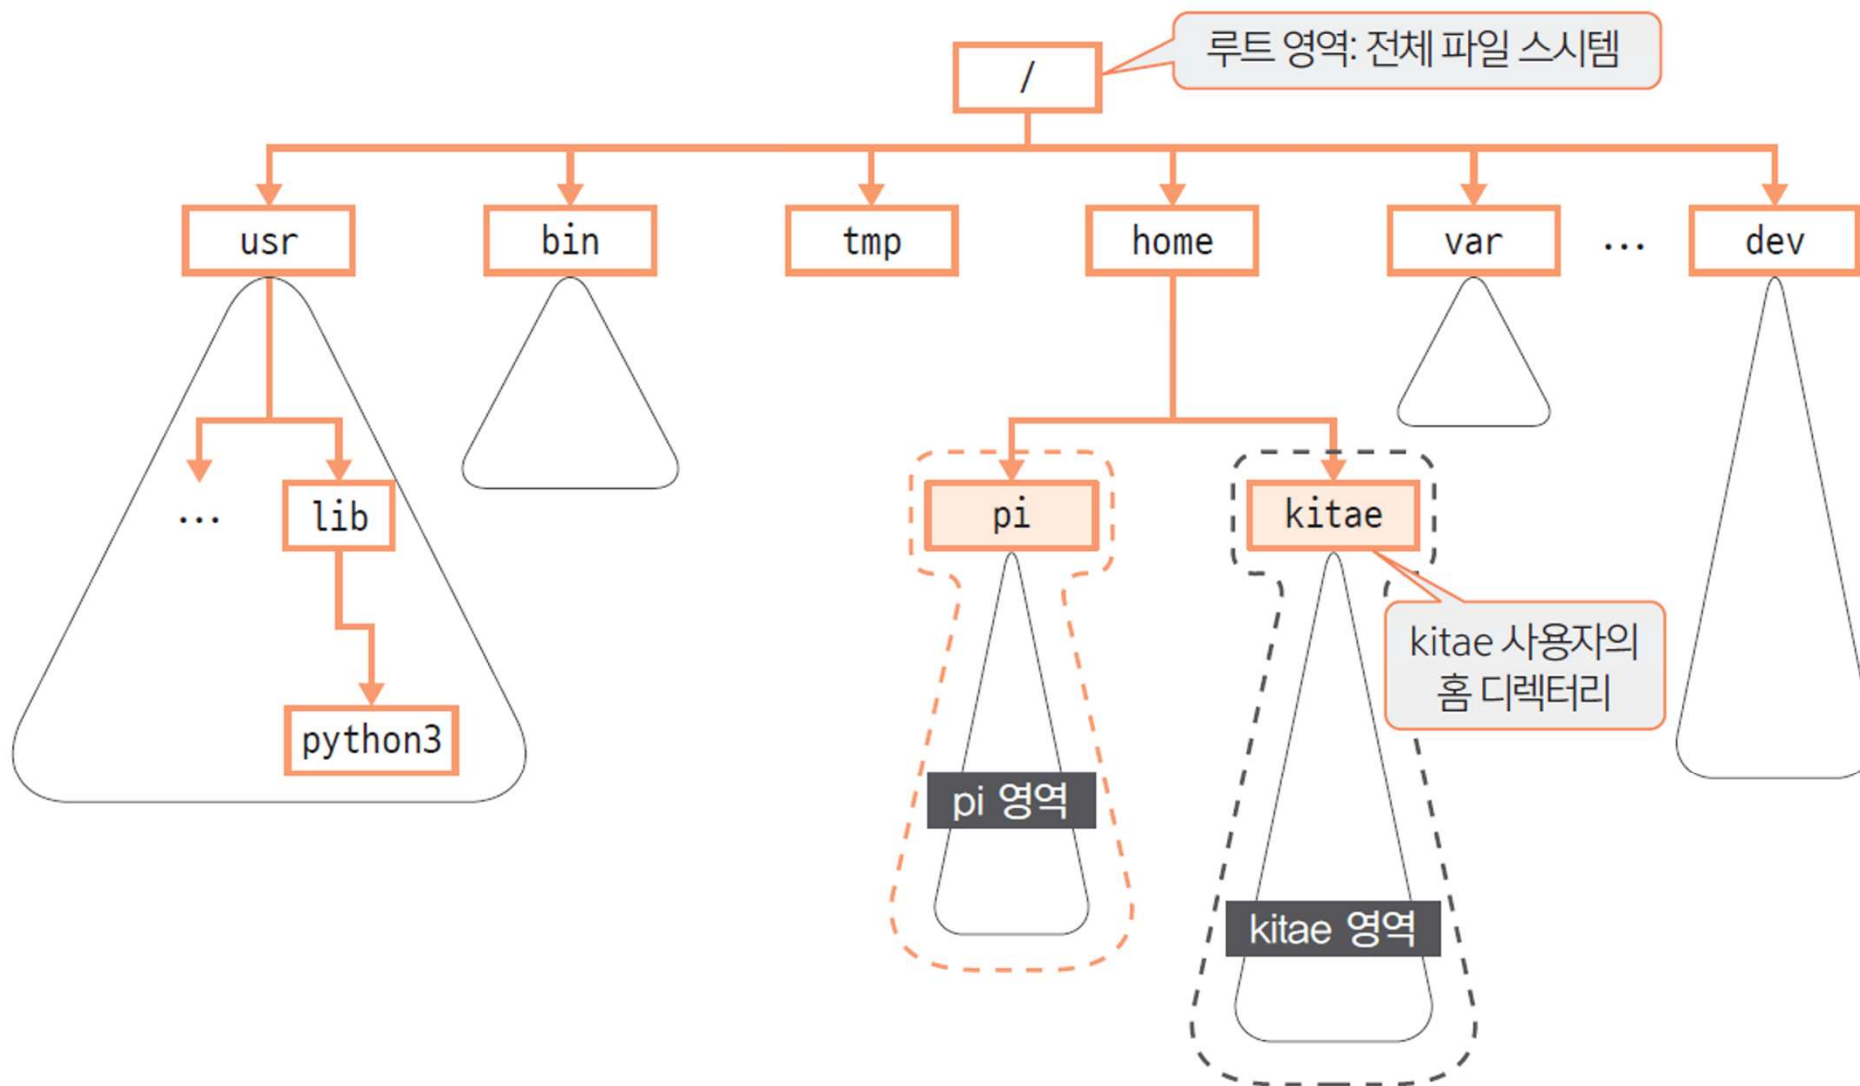 루트 영역: 전체 파일 스시템
/
usr
bin
tmp
home
var
...
dev
...
lib
pi
kitae
kitae 사용자의
홈 디렉터리
python3
pi 영역
kitae 영역